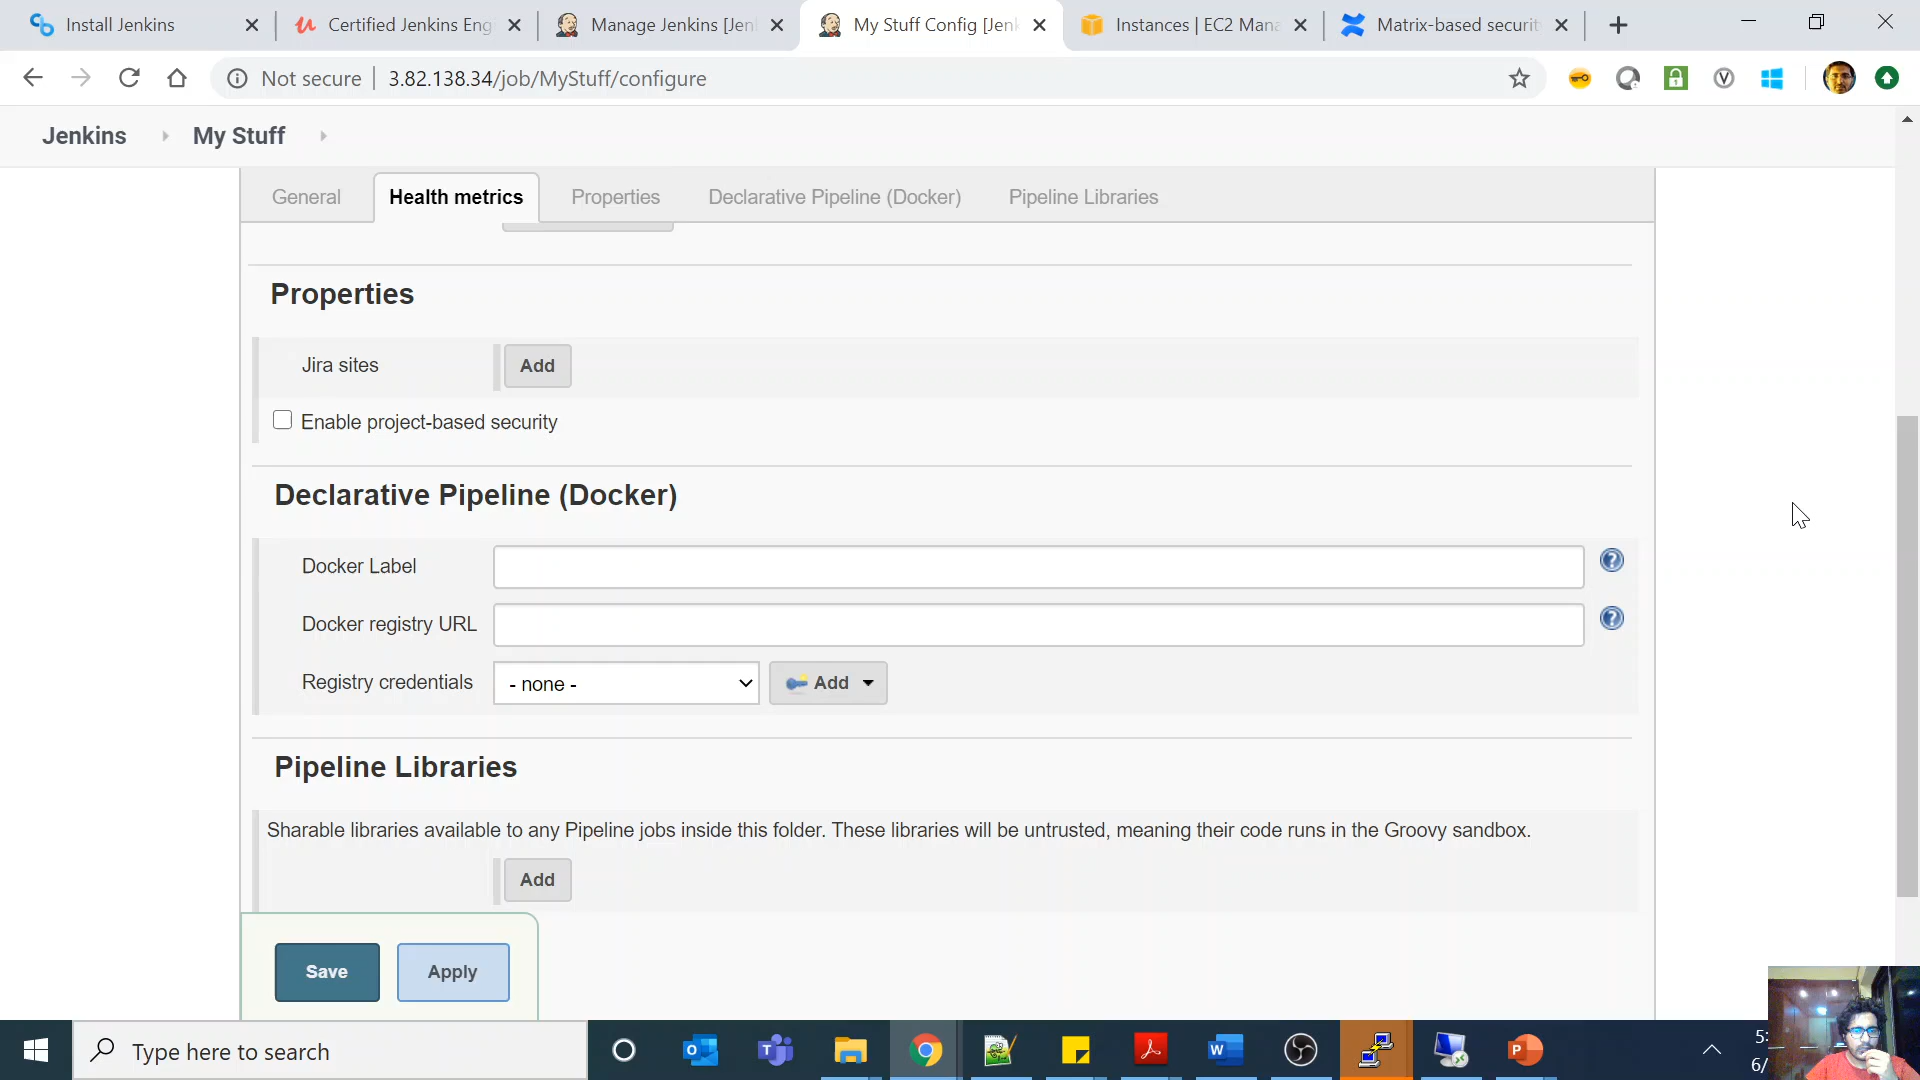 Install Jenkins
Certified Jenkins Eng
Manage Jenkins [Jen
My Stuff Config [Jenk
Instances | EC2 Mana
Matrix-based securit
Not secure
3.82.138.34/job/MyStuff/configure
Jenkins
My Stuff
General
Health metrics
Properties
Declarative Pipeline (Docker)
Pipeline Libraries
Properties
Jira sites
Add
Enable project-based security
Declarative Pipeline (Docker)
Docker Label
Docker registry URL
Registry credentials
- none -
Add
Pipeline Libraries
Sharable libraries available to any Pipeline jobs inside this folder. These libraries will be untrusted, meaning their code runs in the Groovy sandbox.
Add
Save
Apply
Type here to search
5:
6/